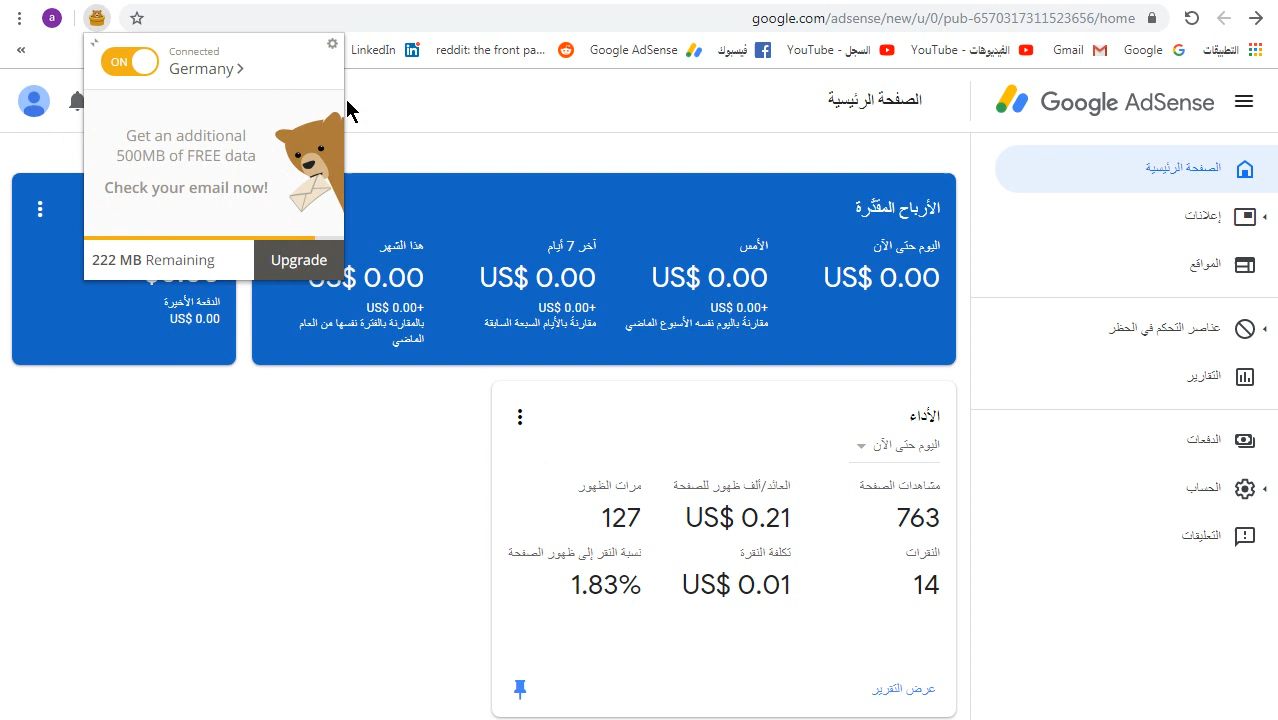 a
google.com/adsense/new/u/0/pub-6570317311523656/home
«
LinkedIn
reddit: the front pa...
Google AdSense
فيسبوك
YouTube - السجل
YouTube - الفيديوهات
Gmail
Google
التطبيقات
ON
Connected
Germany
Get an additional
500MB of FREE data
Check your email now!
222 MB Remaining
Upgrade
الصفحة الرئيسية
Google AdSense
الصفحة الرئيسية
إعلانات
المواقع
عناصر التحكم في الحظر
التقارير
الدفعات
الحساب
التعليقات
الأرباح المقدَّرة
اليوم حتى الآن
US$ 0.00
الأمس
US$ 0.00
+US$ 0.00
مقارنةً باليوم نفسه الأسبوع الماضي
آخر 7 أيام
US$ 0.00
+US$ 0.00
مقارنةً بالأيام السبعة السابقة
هذا الشهر
US$ 0.00
+US$ 0.00
بالمقارنة بالفترة نفسها من العام
الماضي
الدفعة الأخيرة
US$ 0.00
الأداء
اليوم حتى الآن
مشاهدات الصفحة
763
العائد/ألف ظهور للصفحة
US$ 0.21
مرات الظهور
127
النقرات
14
تكلفة النقرة
US$ 0.01
نسبة النقر إلى ظهور الصفحة
1.83%
عرض التقرير